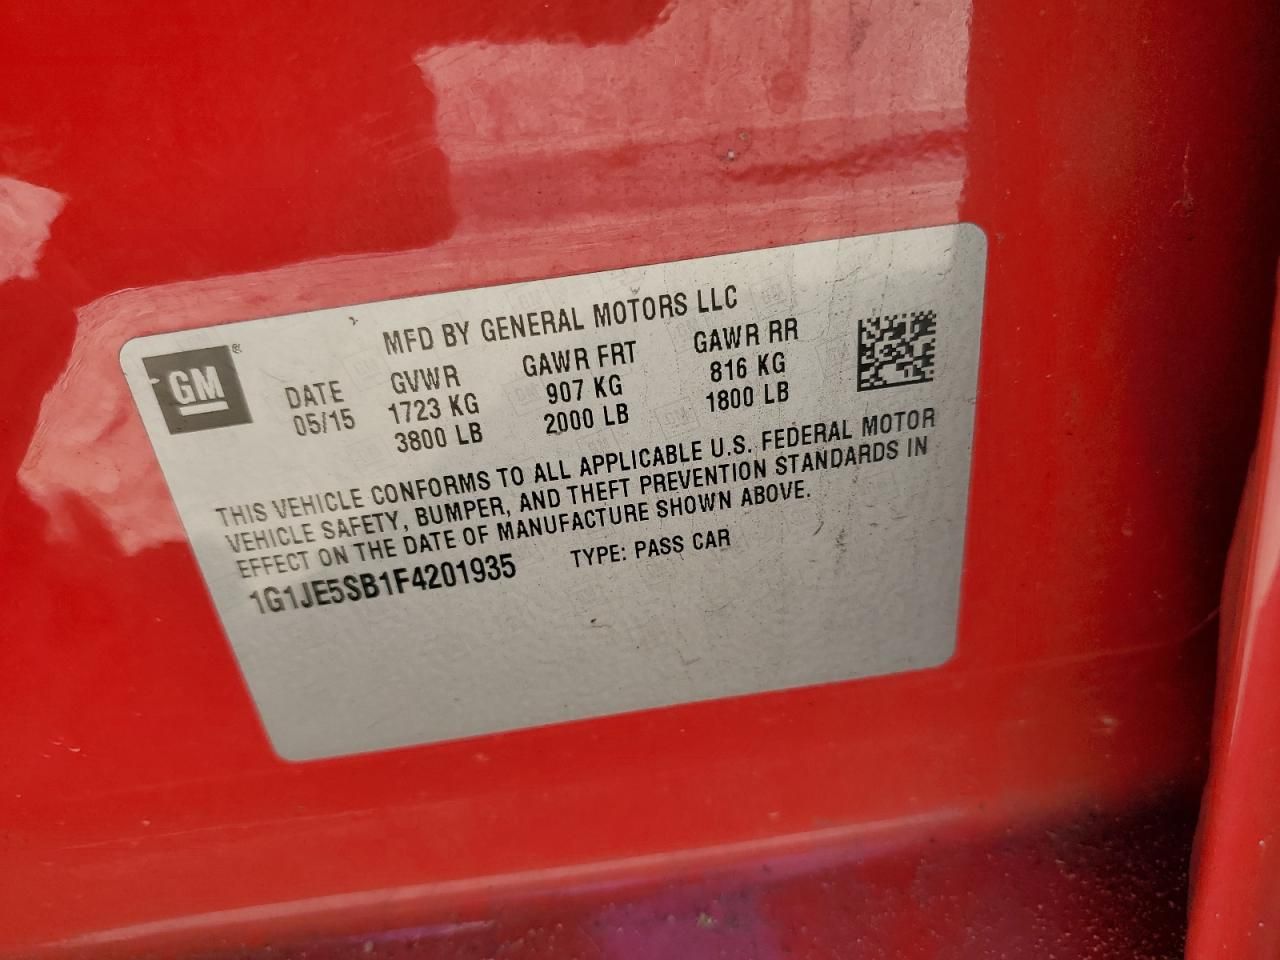 GM ®
MFD BY GENERAL MOTORS LLC
DATE GVWR GAWR FRT GAWR RR
05/15 1723 KG 907 KG 816 KG
3800 LB 2000 LB 1800 LB
THIS VEHICLE CONFORMS TO ALL APPLICABLE U.S. FEDERAL MOTOR
VEHICLE SAFETY, BUMPER, AND THEFT PREVENTION STANDARDS IN
EFFECT ON THE DATE OF MANUFACTURE SHOWN ABOVE.
1G1JE5SB1F4201935 TYPE: PASS CAR